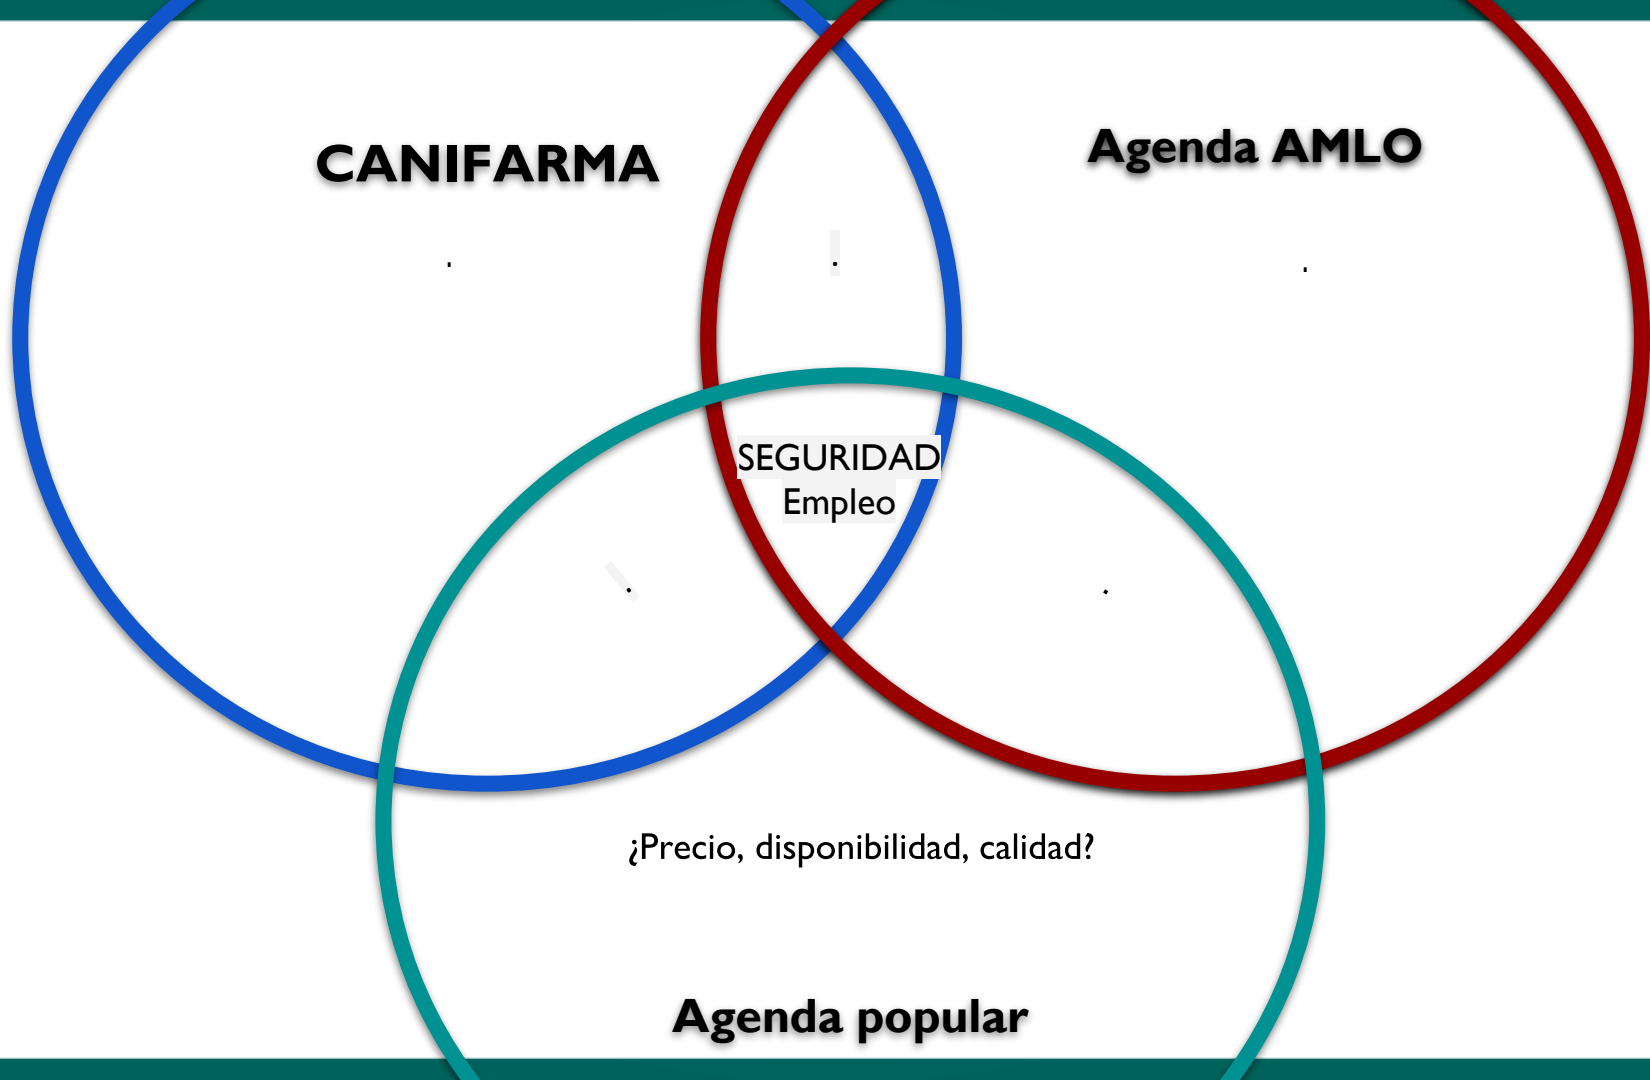 CANIFARMA
Agenda AMLO
.
.
.
SEGURIDAD
Empleo
.
.
¿Precio, disponibilidad, calidad?
Agenda popular